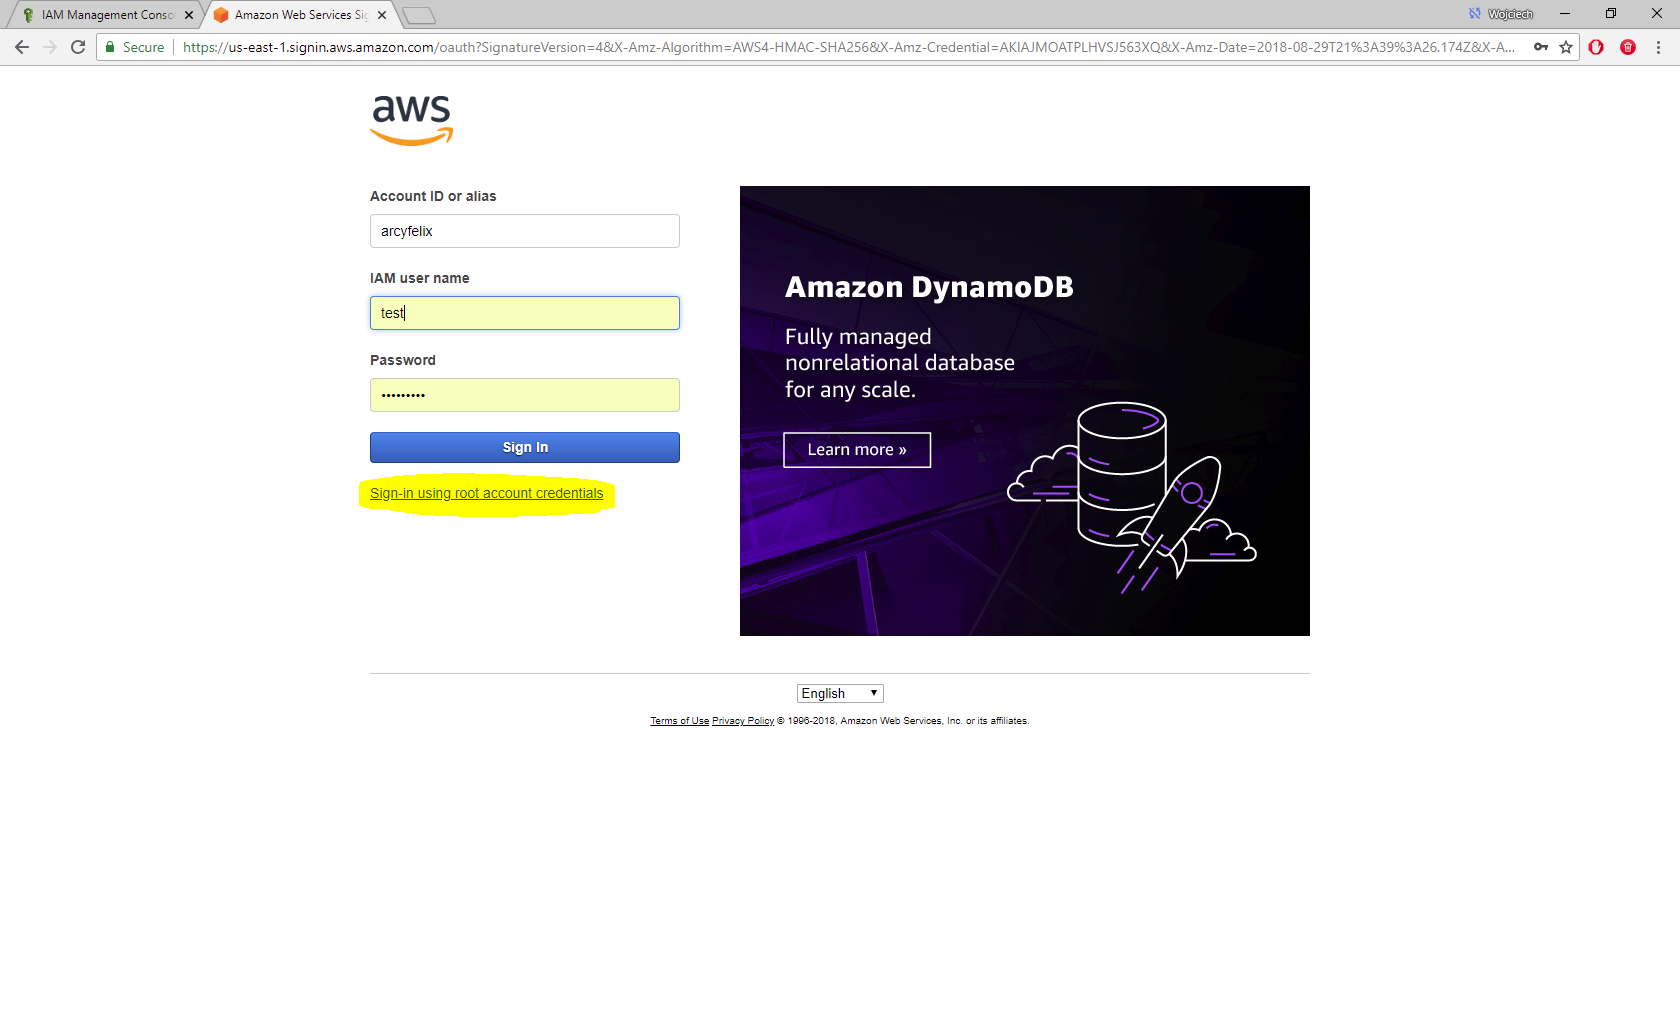 IAM Management Conso
Amazon Web Services Sig
Wojciech
Secure
https://us-east-1.signin.aws.amazon.com/oauth?SignatureVersion=4&X-Amz-Algorithm=AWS4-HMAC-SHA256&X-Amz-Credential=AKIAJMOATPLHVSJ563XQ&X-Amz-Date=2018-08-29T21%3A39%3A26.174Z&X-A...
aws
Account ID or alias
arcyfelix
IAM user name
test
Password
•••••••••
Sign In
Sign-in using root account credentials
Amazon DynamoDB
Fully managed
nonrelational database
for any scale.
Learn more »
English
Terms of Use Privacy Policy © 1996-2018, Amazon Web Services, Inc. or its affiliates.